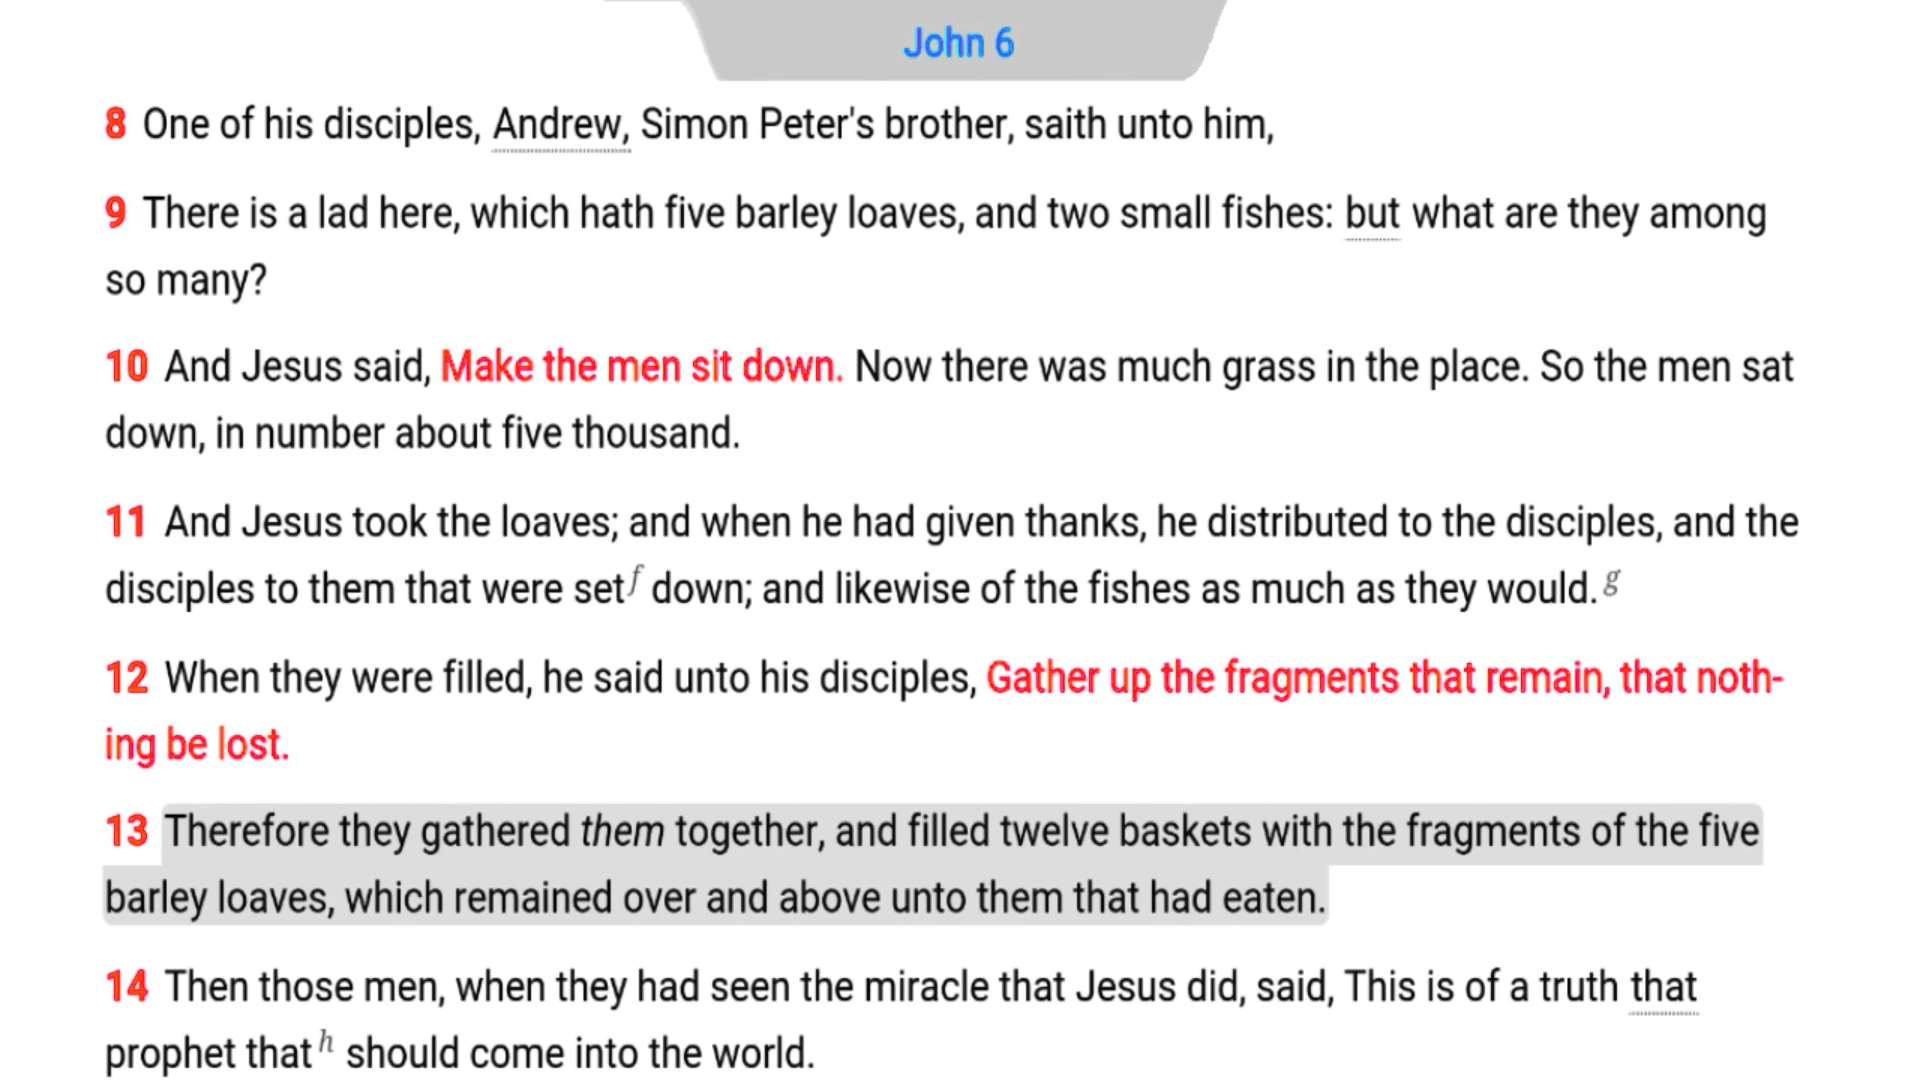 John 6
8 One of his disciples, Andrew, Simon Peter's brother, saith unto him,
9 There is a lad here, which hath five barley loaves, and two small fishes: but what are they among
so many?
10 And Jesus said, Make the men sit down. Now there was much grass in the place. So the men sat
down, in number about five thousand.
11 And Jesus took the loaves; and when he had given thanks, he distributed to the disciples, and the
disciples to them that were set f down; and likewise of the fishes as much as they would. g
12 When they were filled, he said unto his disciples, Gather up the fragments that remain, that noth-
ing be lost.
13 Therefore they gathered them together, and filled twelve baskets with the fragments of the five
barley loaves, which remained over and above unto them that had eaten.
14 Then those men, when they had seen the miracle that Jesus did, said, This is of a truth that
prophet that h should come into the world.